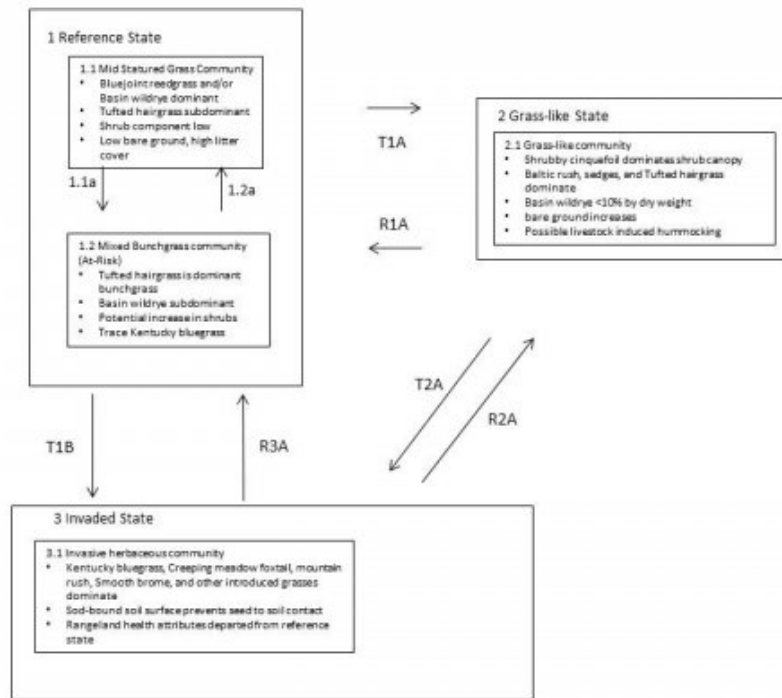 1 Reference State
1.1 Mid Statured Grass Community
• Bluejoint reedgrass and/or
Basin wildrye dominant
• Tufted hairgrass subdominant
• Shrub component low
• Low bare ground, high litter
cover
1.1a
1.2a
1.2 Mixed Bunchgrass community
(At-Risk)
• Tufted hairgrass is dominant
bunchgrass
• Basin wildrye subdominant
• Potential increase in shrubs
• Trace Kentucky bluegrass
T1A
R1A
2 Grass-like State
2.1 Grass-like community
• Shrubby cinquefoil dominates shrub canopy
• Baltic rush, sedges, and Tufted hairgrass
dominate
• Basin wildrye <10% by dry weight
• bare ground increases
• Possible livestock induced hummocking
T2A
R2A
T1B
R3A
3 Invaded State
3.1 Invasive herbaceous community
• Kentucky bluegrass, Creeping meadow foxtail, mountain
rush, Smooth brome, and other introduced grasses
dominate
• Sod-bound soil surface prevents seed to soil contact
• Rangeland health attributes departed from reference
state